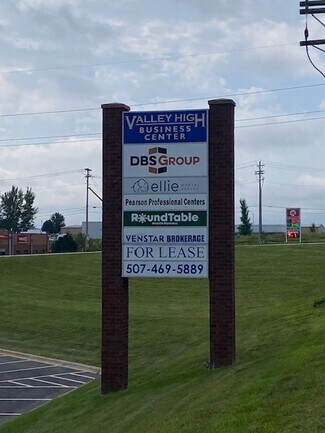 VALLEY HIGH
BUSINESS
CENTER
DBS GROUP
ellie
Pearson Professional Centers
RoundTable
VENSTAR BROKERAGE
FOR LEASE
507-469-5889